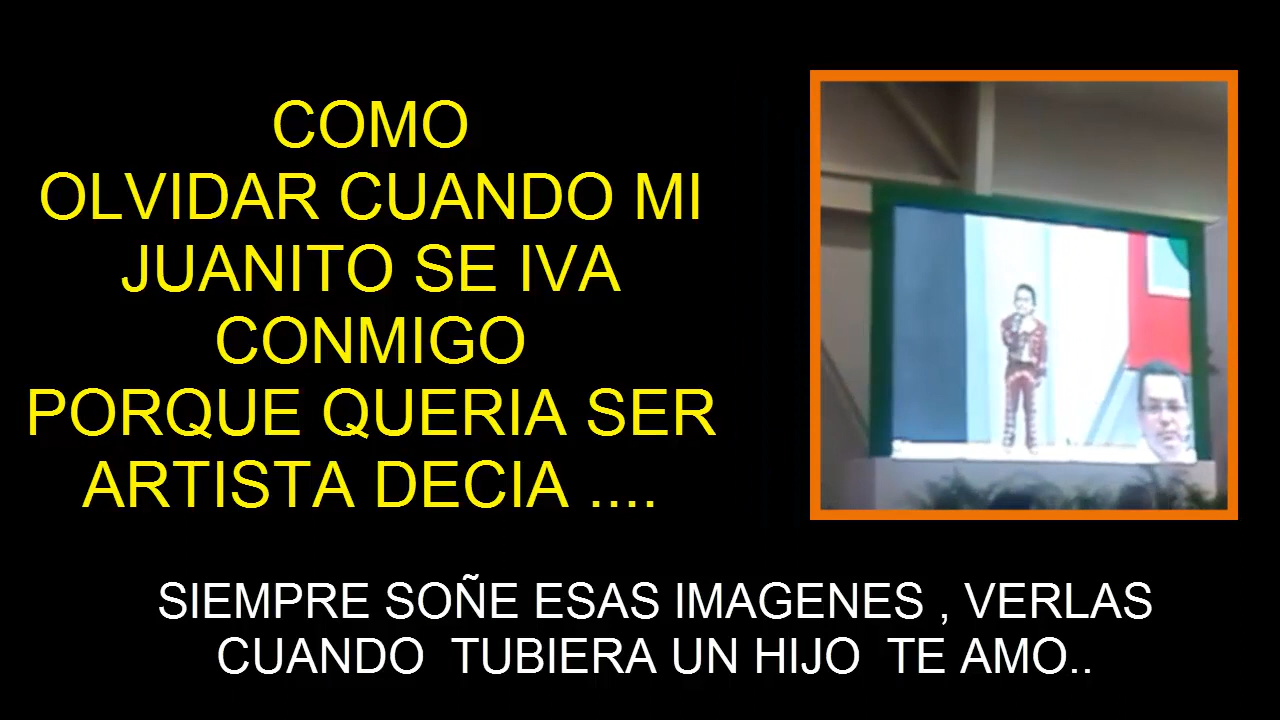 COMO
OLVIDAR CUANDO MI
JUANITO SE IVA
CONMIGO
PORQUE QUERIA SER
ARTISTA DECIA ....
SIEMPRE SOÑE ESAS IMAGENES , VERLAS
CUANDO  TUBIERA UN HIJO  TE AMO..